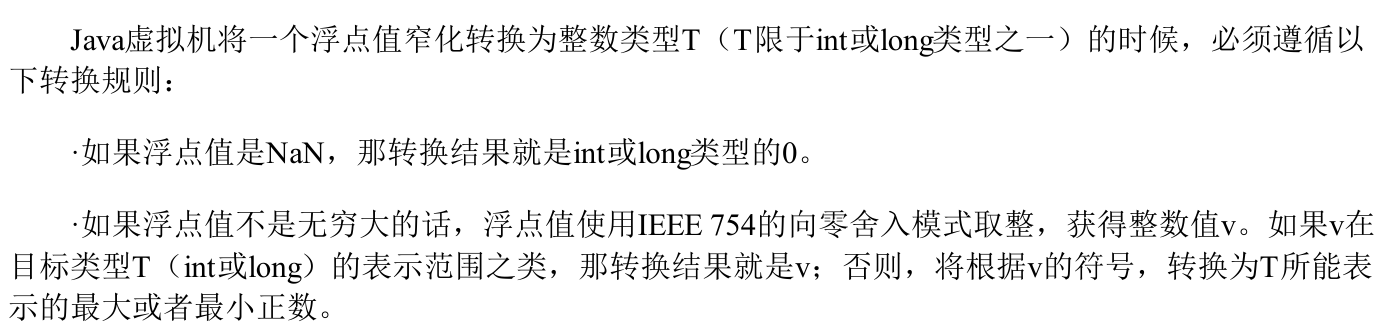 Java虚拟机将一个浮点值窄化转换为整数类型T（T限于int或long类型之一）的时候，必须遵循以
下转换规则：
·如果浮点值是NaN，那转换结果就是int或long类型的0。
·如果浮点值不是无穷大的话，浮点值使用IEEE 754的向零舍入模式取整，获得整数值v。如果v在
目标类型T（int或long）的表示范围之类，那转换结果就是v；否则，将根据v的符号，转换为T所能表
示的最大或者最小正数。